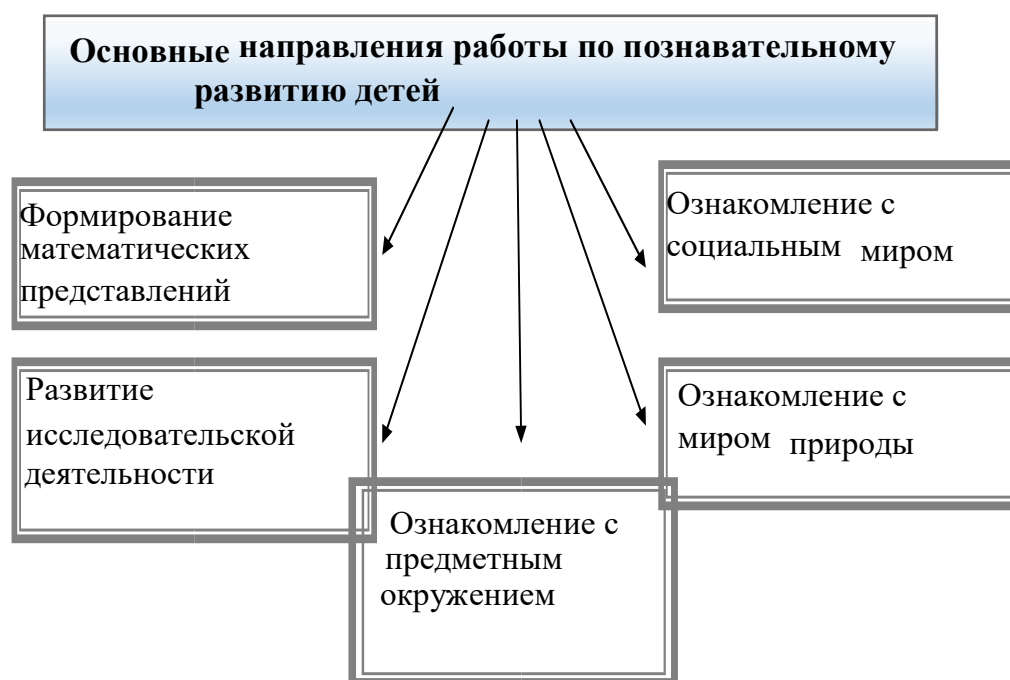 Основные направления работы по познавательному
развитию детей
Формирование
математических
представлений
Ознакомление с
социальным миром
Развитие
исследовательской
деятельности
Ознакомление с
миром природы
Ознакомление с
предметным
окружением